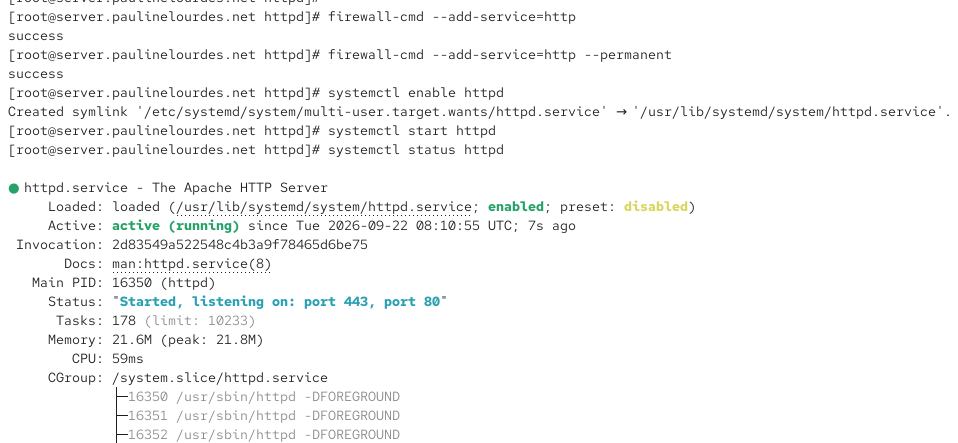 [root@server.paulinelourdes.net httpd]#
[root@server.paulinelourdes.net httpd]# firewall-cmd --add-service=http
success
[root@server.paulinelourdes.net httpd]# firewall-cmd --add-service=http --permanent
success
[root@server.paulinelourdes.net httpd]# systemctl enable httpd
Created symlink '/etc/systemd/system/multi-user.target.wants/httpd.service' → '/usr/lib/systemd/system/httpd.service'.
[root@server.paulinelourdes.net httpd]# systemctl start httpd
[root@server.paulinelourdes.net httpd]# systemctl status httpd
● httpd.service - The Apache HTTP Server
Loaded: loaded (/usr/lib/systemd/system/httpd.service; enabled; preset: disabled)
Active: active (running) since Tue 2026-09-22 08:10:55 UTC; 7s ago
Invocation: 2d83549a522548c4b3a9f78465d6be75
Docs: man:httpd.service(8)
Main PID: 16350 (httpd)
Status: "Started, listening on: port 443, port 80"
Tasks: 178 (limit: 10233)
Memory: 21.6M (peak: 21.8M)
CPU: 59ms
CGroup: /system.slice/httpd.service
├─16350 /usr/sbin/httpd -DFOREGROUND
├─16351 /usr/sbin/httpd -DFOREGROUND
├─16352 /usr/sbin/httpd -DFOREGROUND